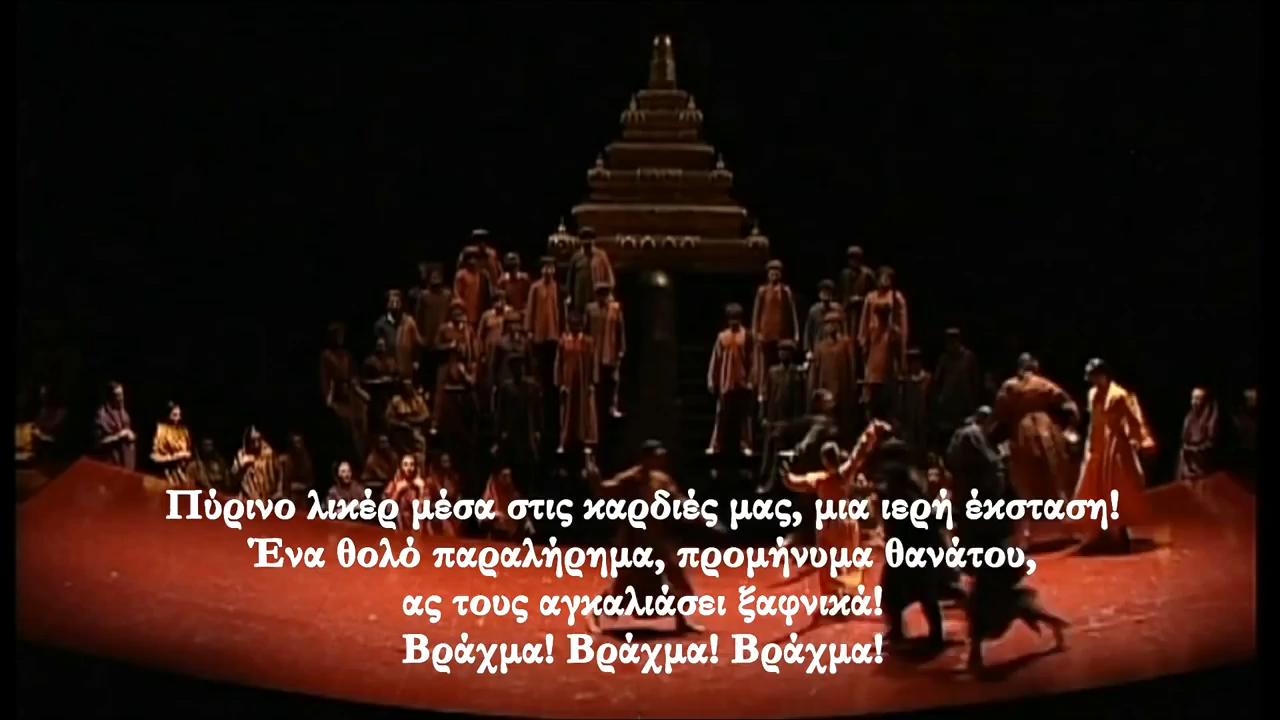 Πύρινο λικέρ μέσα στις καρδιές μας, μια ιερή έκσταση!
Ένα θολό παραλήρημα, προμήνυμα θανάτου,
ας τους αγκαλιάσει ξαφνικά!
Βράχμα! Βράχμα! Βράχμα!